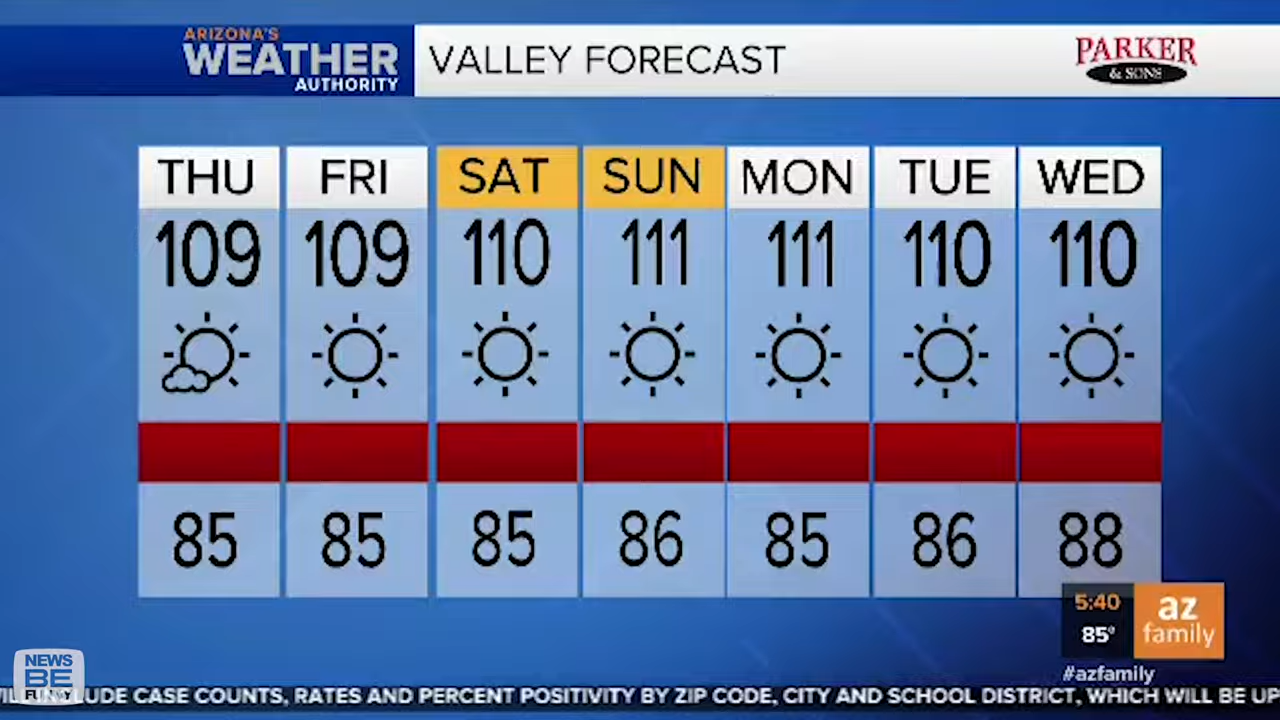 ARIZONA'S
WEATHER
AUTHORITY
VALLEY FORECAST
PARKER
& SONS
THU FRI SAT SUN MON TUE WED
109 109 110 111 111 110 110
85 85 85 86 85 86 88
5:40
85°
az
family
#azfamily
NEWS
BE
FUNNY
INCLUDE CASE COUNTS, RATES AND PERCENT POSITIVITY BY ZIP CODE, CITY AND SCHOOL DISTRICT, WHICH WILL BE UP